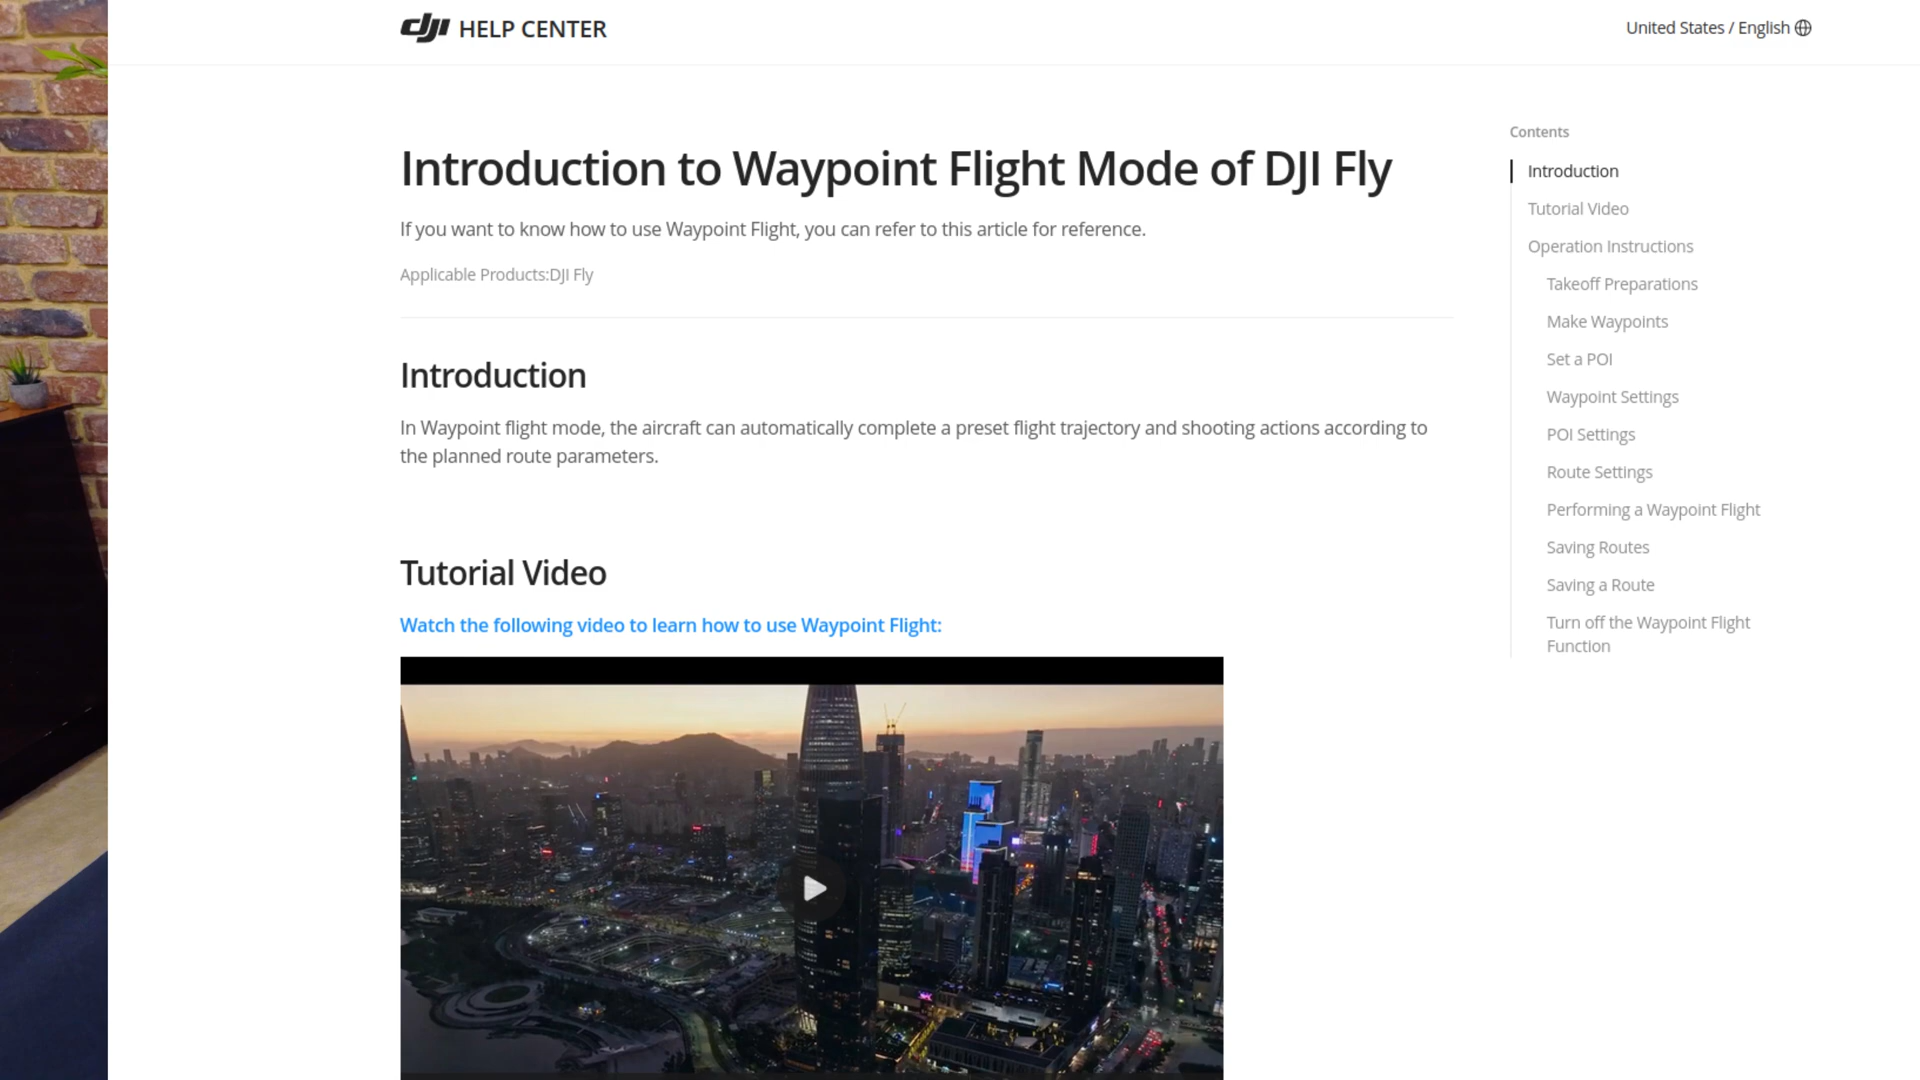 dji HELP CENTER
United States / English
Introduction to Waypoint Flight Mode of DJI Fly
If you want to know how to use Waypoint Flight, you can refer to this article for reference.
Applicable Products:DJI Fly
Introduction
In Waypoint flight mode, the aircraft can automatically complete a preset flight trajectory and shooting actions according to
the planned route parameters.
Tutorial Video
Watch the following video to learn how to use Waypoint Flight:
Contents
Introduction
Tutorial Video
Operation Instructions
Takeoff Preparations
Make Waypoints
Set a POI
Waypoint Settings
POI Settings
Route Settings
Performing a Waypoint Flight
Saving Routes
Saving a Route
Turn off the Waypoint Flight
Function